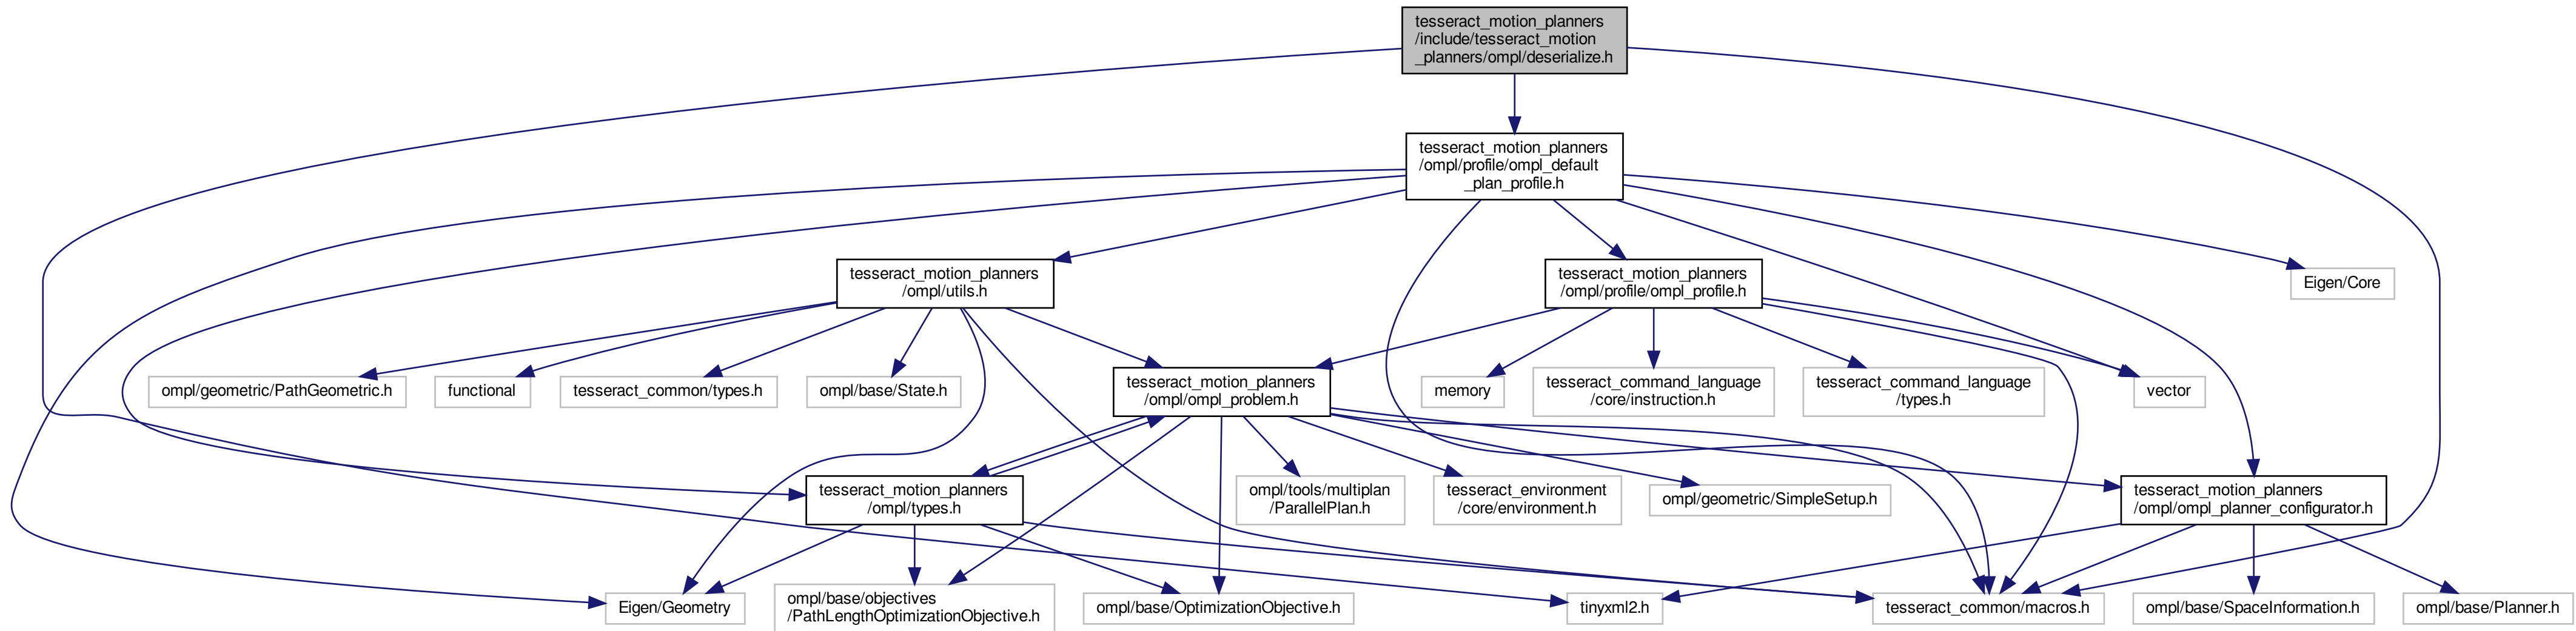 tesseract_motion_planners
/include/tesseract_motion
_planners/ompl/deserialize.h
tesseract_motion_planners
/ompl/profile/ompl_default
_plan_profile.h
tesseract_motion_planners
/ompl/utils.h
tesseract_motion_planners
/ompl/profile/ompl_profile.h
Eigen/Core
ompl/geometric/PathGeometric.h
functional
tesseract_common/types.h
ompl/base/State.h
tesseract_motion_planners
/ompl/ompl_problem.h
memory
tesseract_command_language
/core/instruction.h
tesseract_command_language
/types.h
vector
tesseract_motion_planners
/ompl/types.h
ompl/tools/multiplan
/ParallelPlan.h
tesseract_environment
/core/environment.h
ompl/geometric/SimpleSetup.h
tesseract_motion_planners
/ompl/ompl_planner_configurator.h
Eigen/Geometry
ompl/base/objectives
/PathLengthOptimizationObjective.h
ompl/base/OptimizationObjective.h
tinyxml2.h
tesseract_common/macros.h
ompl/base/SpaceInformation.h
ompl/base/Planner.h